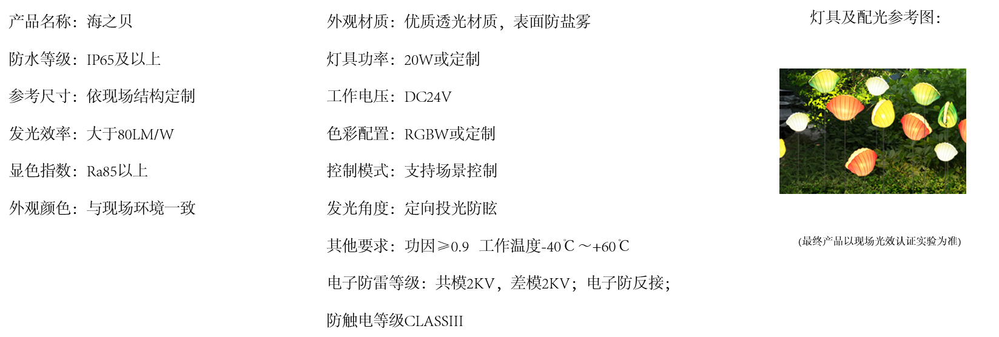 产品名称：海之贝
防水等级：IP65及以上
参考尺寸：依现场结构定制
发光效率：大于80LM/W
显色指数：Ra85以上
外观颜色：与现场环境一致
外观材质：优质透光材质，表面防盐雾
灯具功率：20W或定制
工作电压：DC24V
色彩配置：RGBW或定制
控制模式：支持场景控制
发光角度：定向投光防眩
其他要求：功因≥0.9 工作温度-40℃～+60℃
电子防雷等级：共模2KV，差模2KV；电子防反接；
防触电等级CLASSIII
灯具及配光参考图：
(最终产品以现场光效认证实验为准)